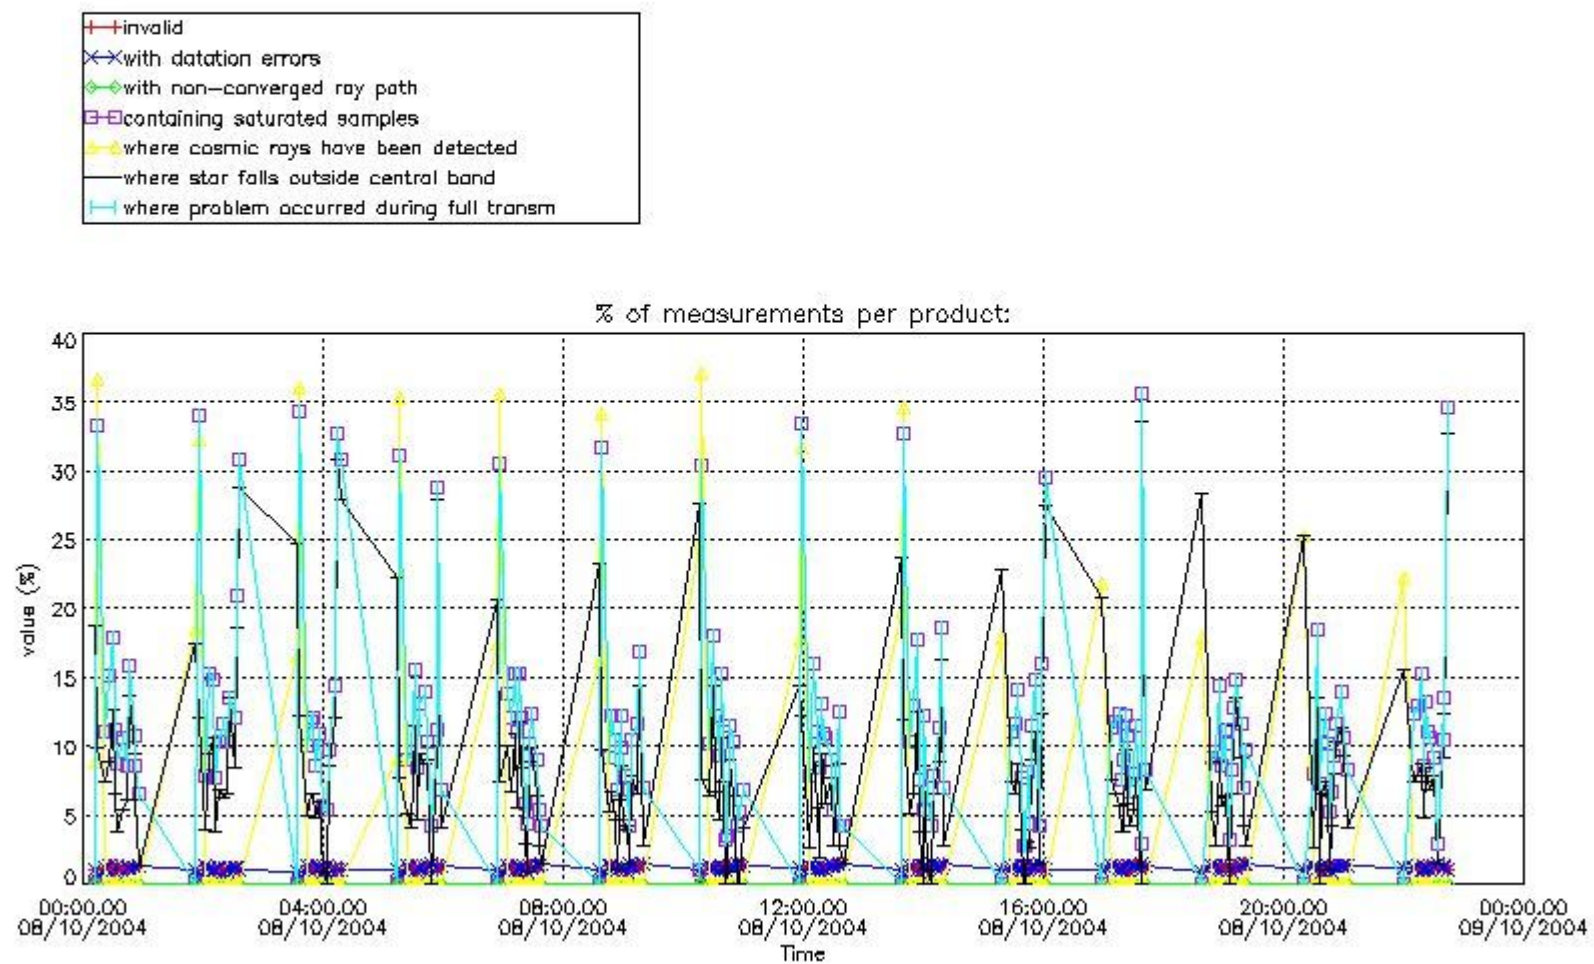 invalid
with datation errors
with non-converged ray path
containing saturated samples
where cosmic rays have been detected
where star falls outside central band
where problem occurred during full transm
% of measurements per product:
40
35
30
25
20
15
10
5
0
value (%)
00:00:00 04:00:00 08:00:00 12:00:00 16:00:00 20:00:00 00:00:00
08/10/2004 08/10/2004 08/10/2004 08/10/2004 08/10/2004 08/10/2004 09/10/2004
Time